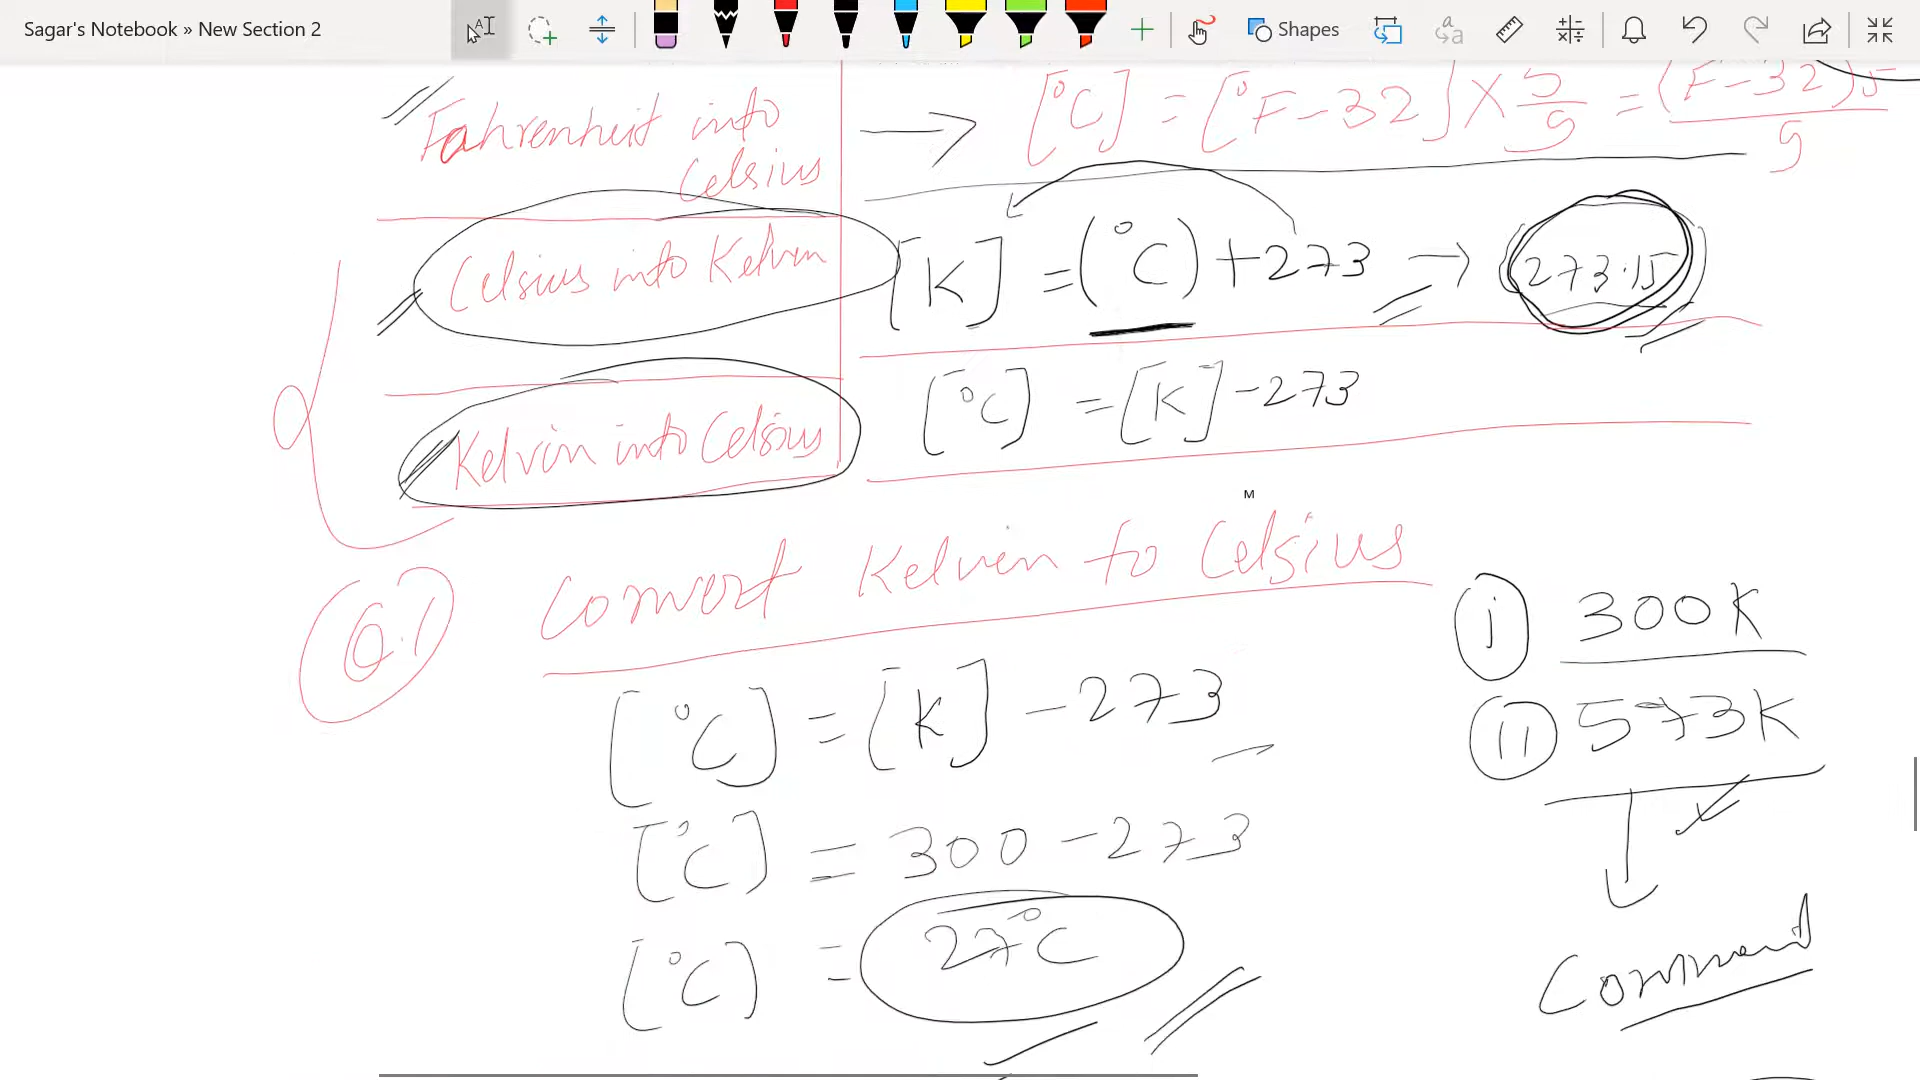 Sagar's Notebook » New Section 2
Shapes
Fahrenheit into Celsius → [°C] = [°F-32] X 5/9 = (F-32)5/9
Celsius into Kelvin [K] = (°C) + 273 → 273.15
Kelvin into Celsius [°C] = [K] - 273
Q.1 Convert Kelvin to Celsius
i 300K
[°C] = [K] - 273
ii 573K
[°C] = 300 - 273
[°C] = 27°C
Command